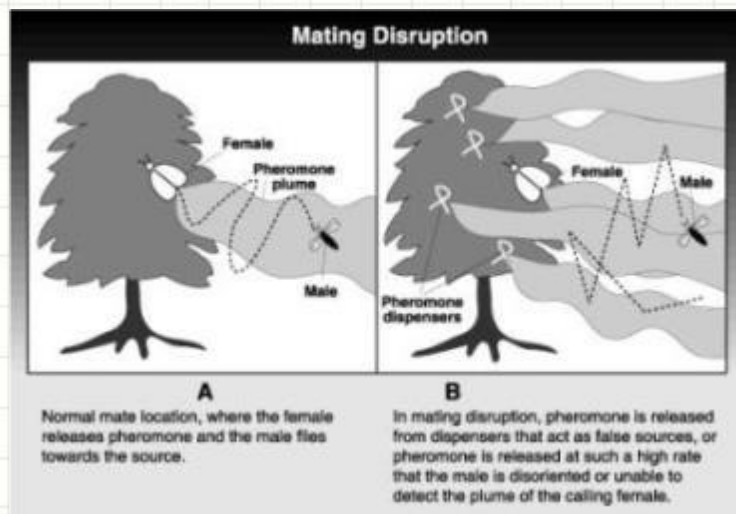 Mating Disruption
Female
Pheromone
plume
Male
Female
Male
Pheromone
dispensers
A
Normal mate location, where the female
releases pheromone and the male flies
towards the source.
B
In mating disruption, pheromone is released
from dispensers that act as false sources, or
pheromone is released at such a high rate
that the male is disoriented or unable to
detect the plume of the calling female.